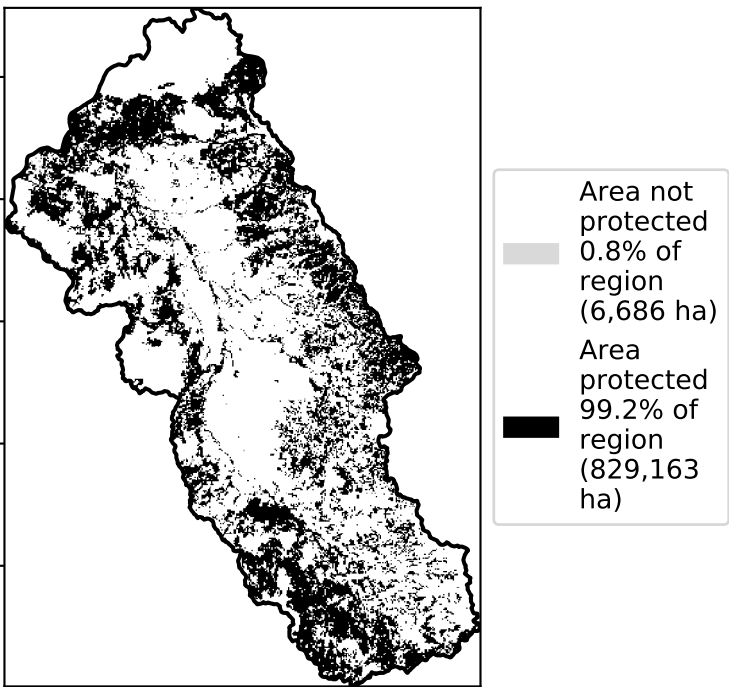 Area not
protected
0.8% of
region
(6,686 ha)
Area
protected
99.2% of
region
(829,163
ha)